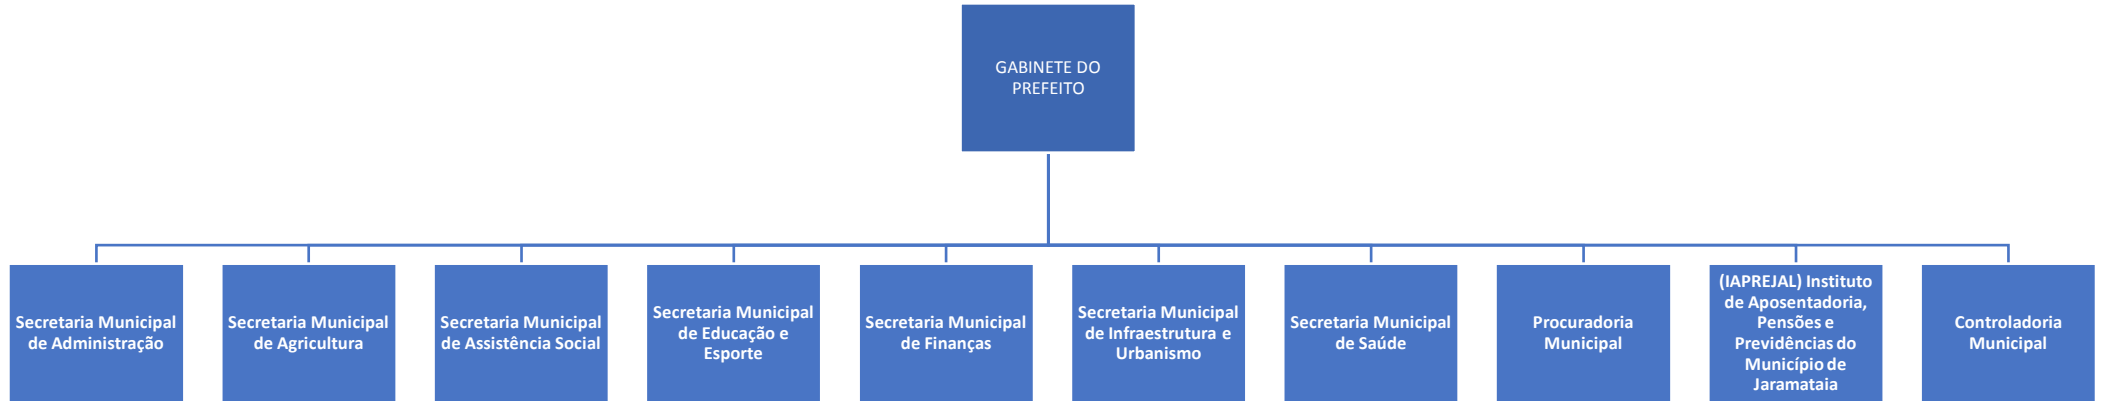 GABINETE DO
PREFEITO
Secretaria Municipal
de Administração
Secretaria Municipal
de Agricultura
Secretaria Municipal
de Assistência Social
Secretaria Municipal
de Educação e
Esporte
Secretaria Municipal
de Finanças
Secretaria Municipal
de Infraestrutura e
Urbanismo
Secretaria Municipal
de Saúde
Procuradoria
Municipal
(IAPREJAL) Instituto
de Aposentadoria,
Pensões e
Previdências do
Município de
Jaramataia
Controladoria
Municipal